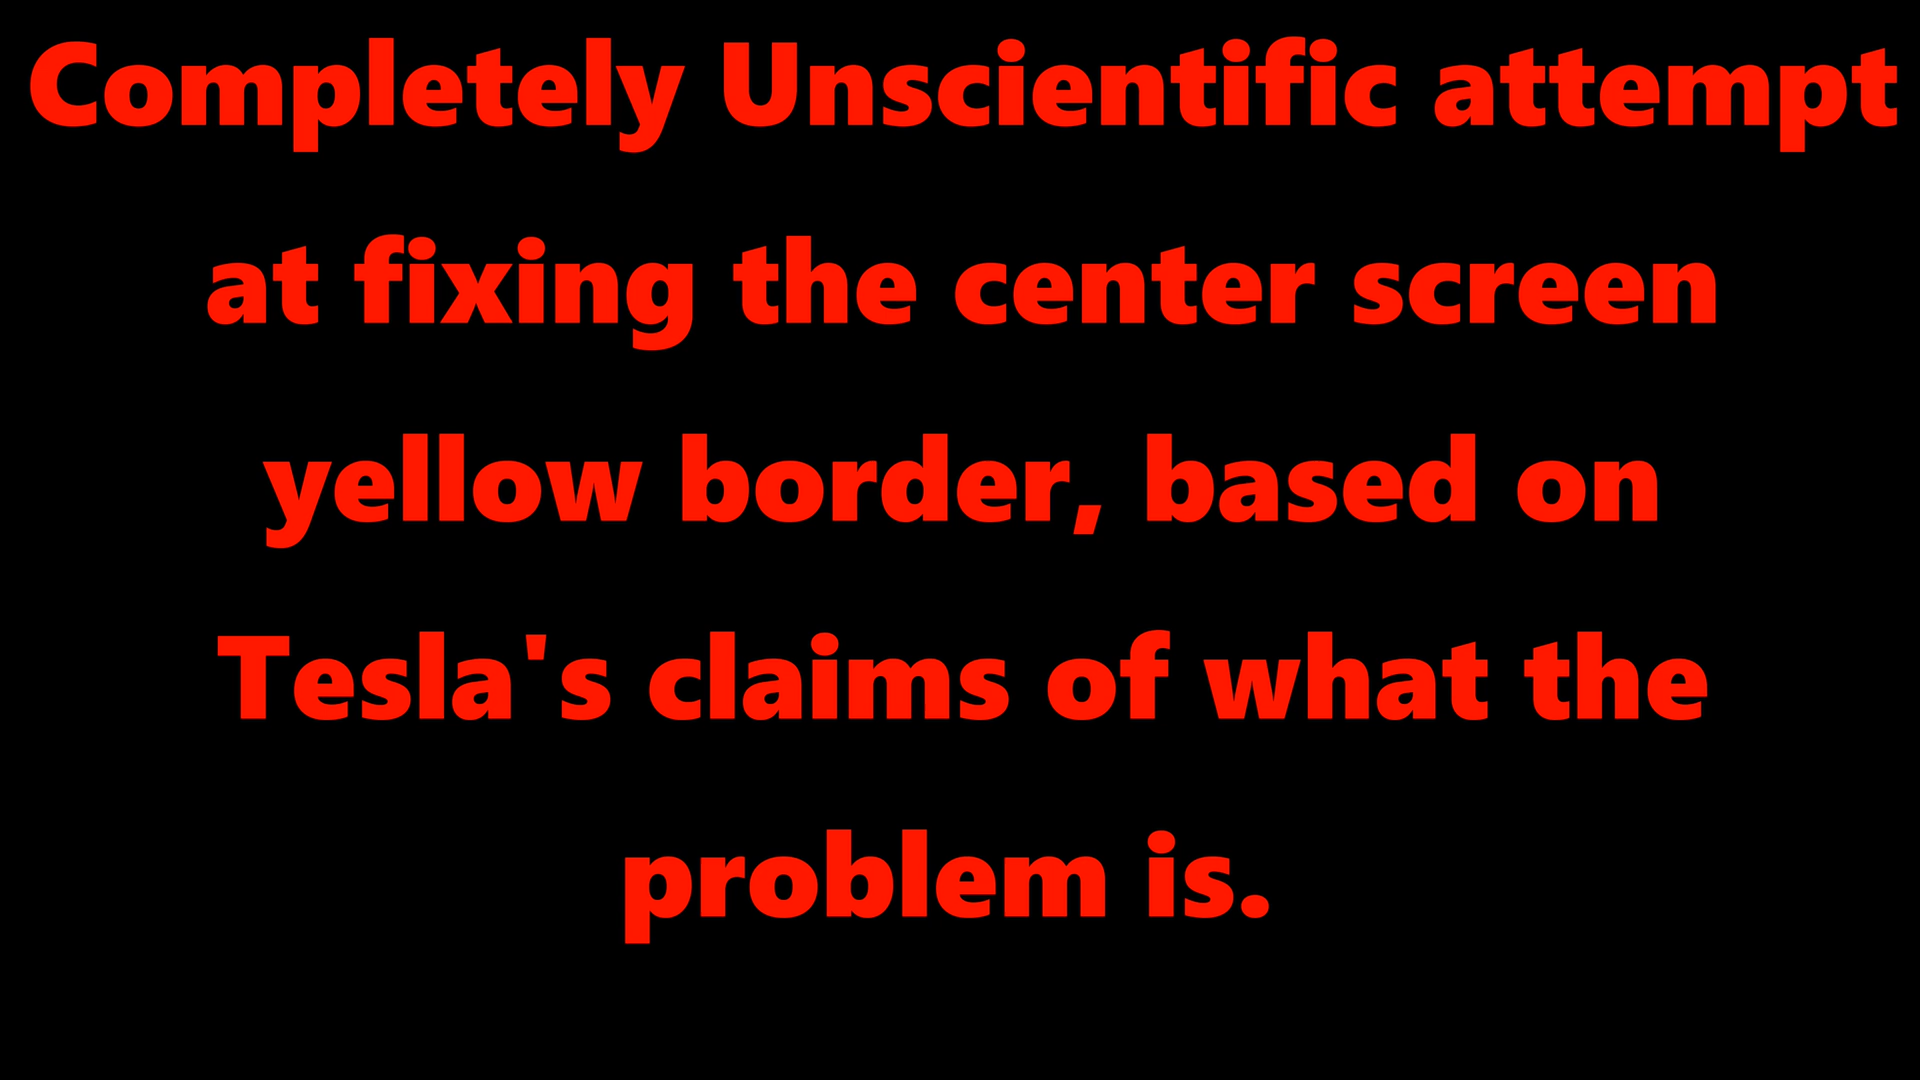 Completely Unscientific attempt
at fixing the center screen
yellow border, based on
Tesla's claims of what the
problem is.